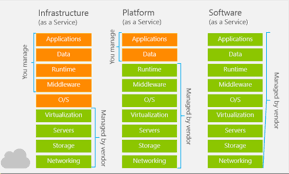 Infrastructure
(as a Service)
Platform
(as a Service)
Software
(as a Service)
You manage
Applications
Data
Runtime
Middleware
O/S
Virtualization
Servers
Storage
Networking
Managed by vendor
You manage
Applications
Data
Runtime
Middleware
O/S
Virtualization
Servers
Storage
Networking
Managed by vendor
Applications
Data
Runtime
Middleware
O/S
Virtualization
Servers
Storage
Networking
Managed by vendor